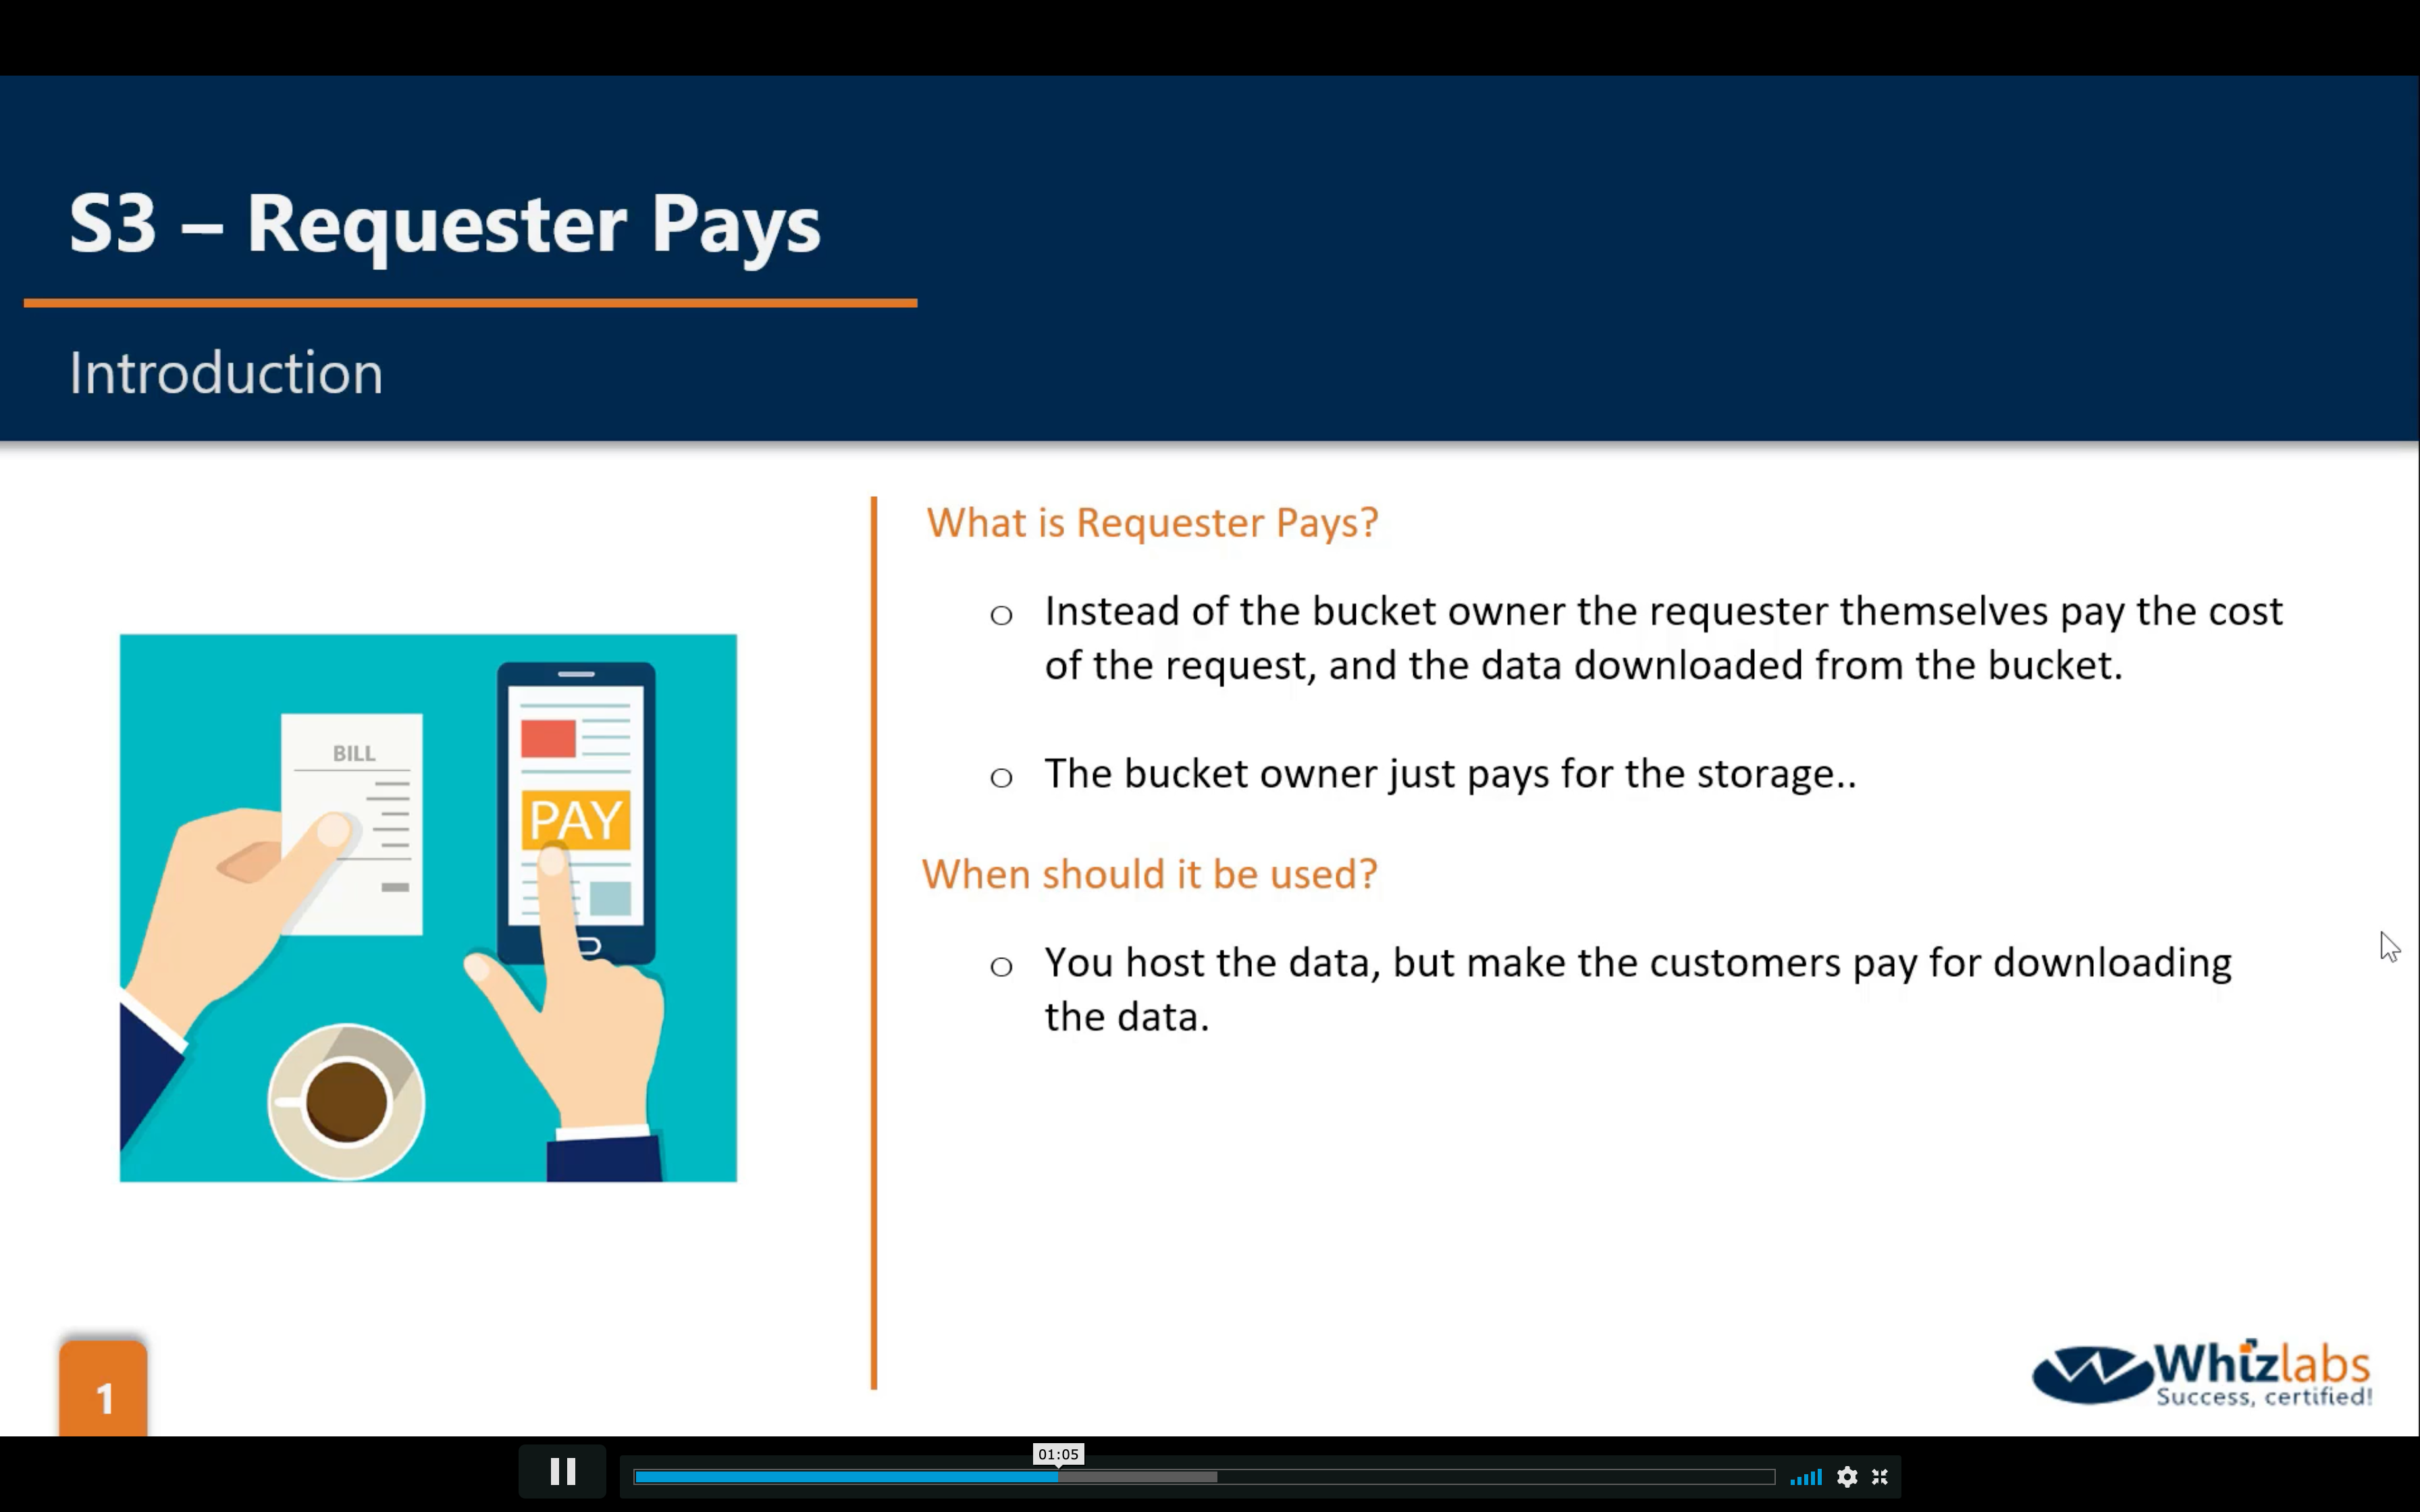 S3 – Requester Pays
Introduction
BILL
PAY
What is Requester Pays?
o Instead of the bucket owner the requester themselves pay the cost
of the request, and the data downloaded from the bucket.
o The bucket owner just pays for the storage..
When should it be used?
o You host the data, but make the customers pay for downloading
the data.
1
Whizlabs
Success, certified!
01:05